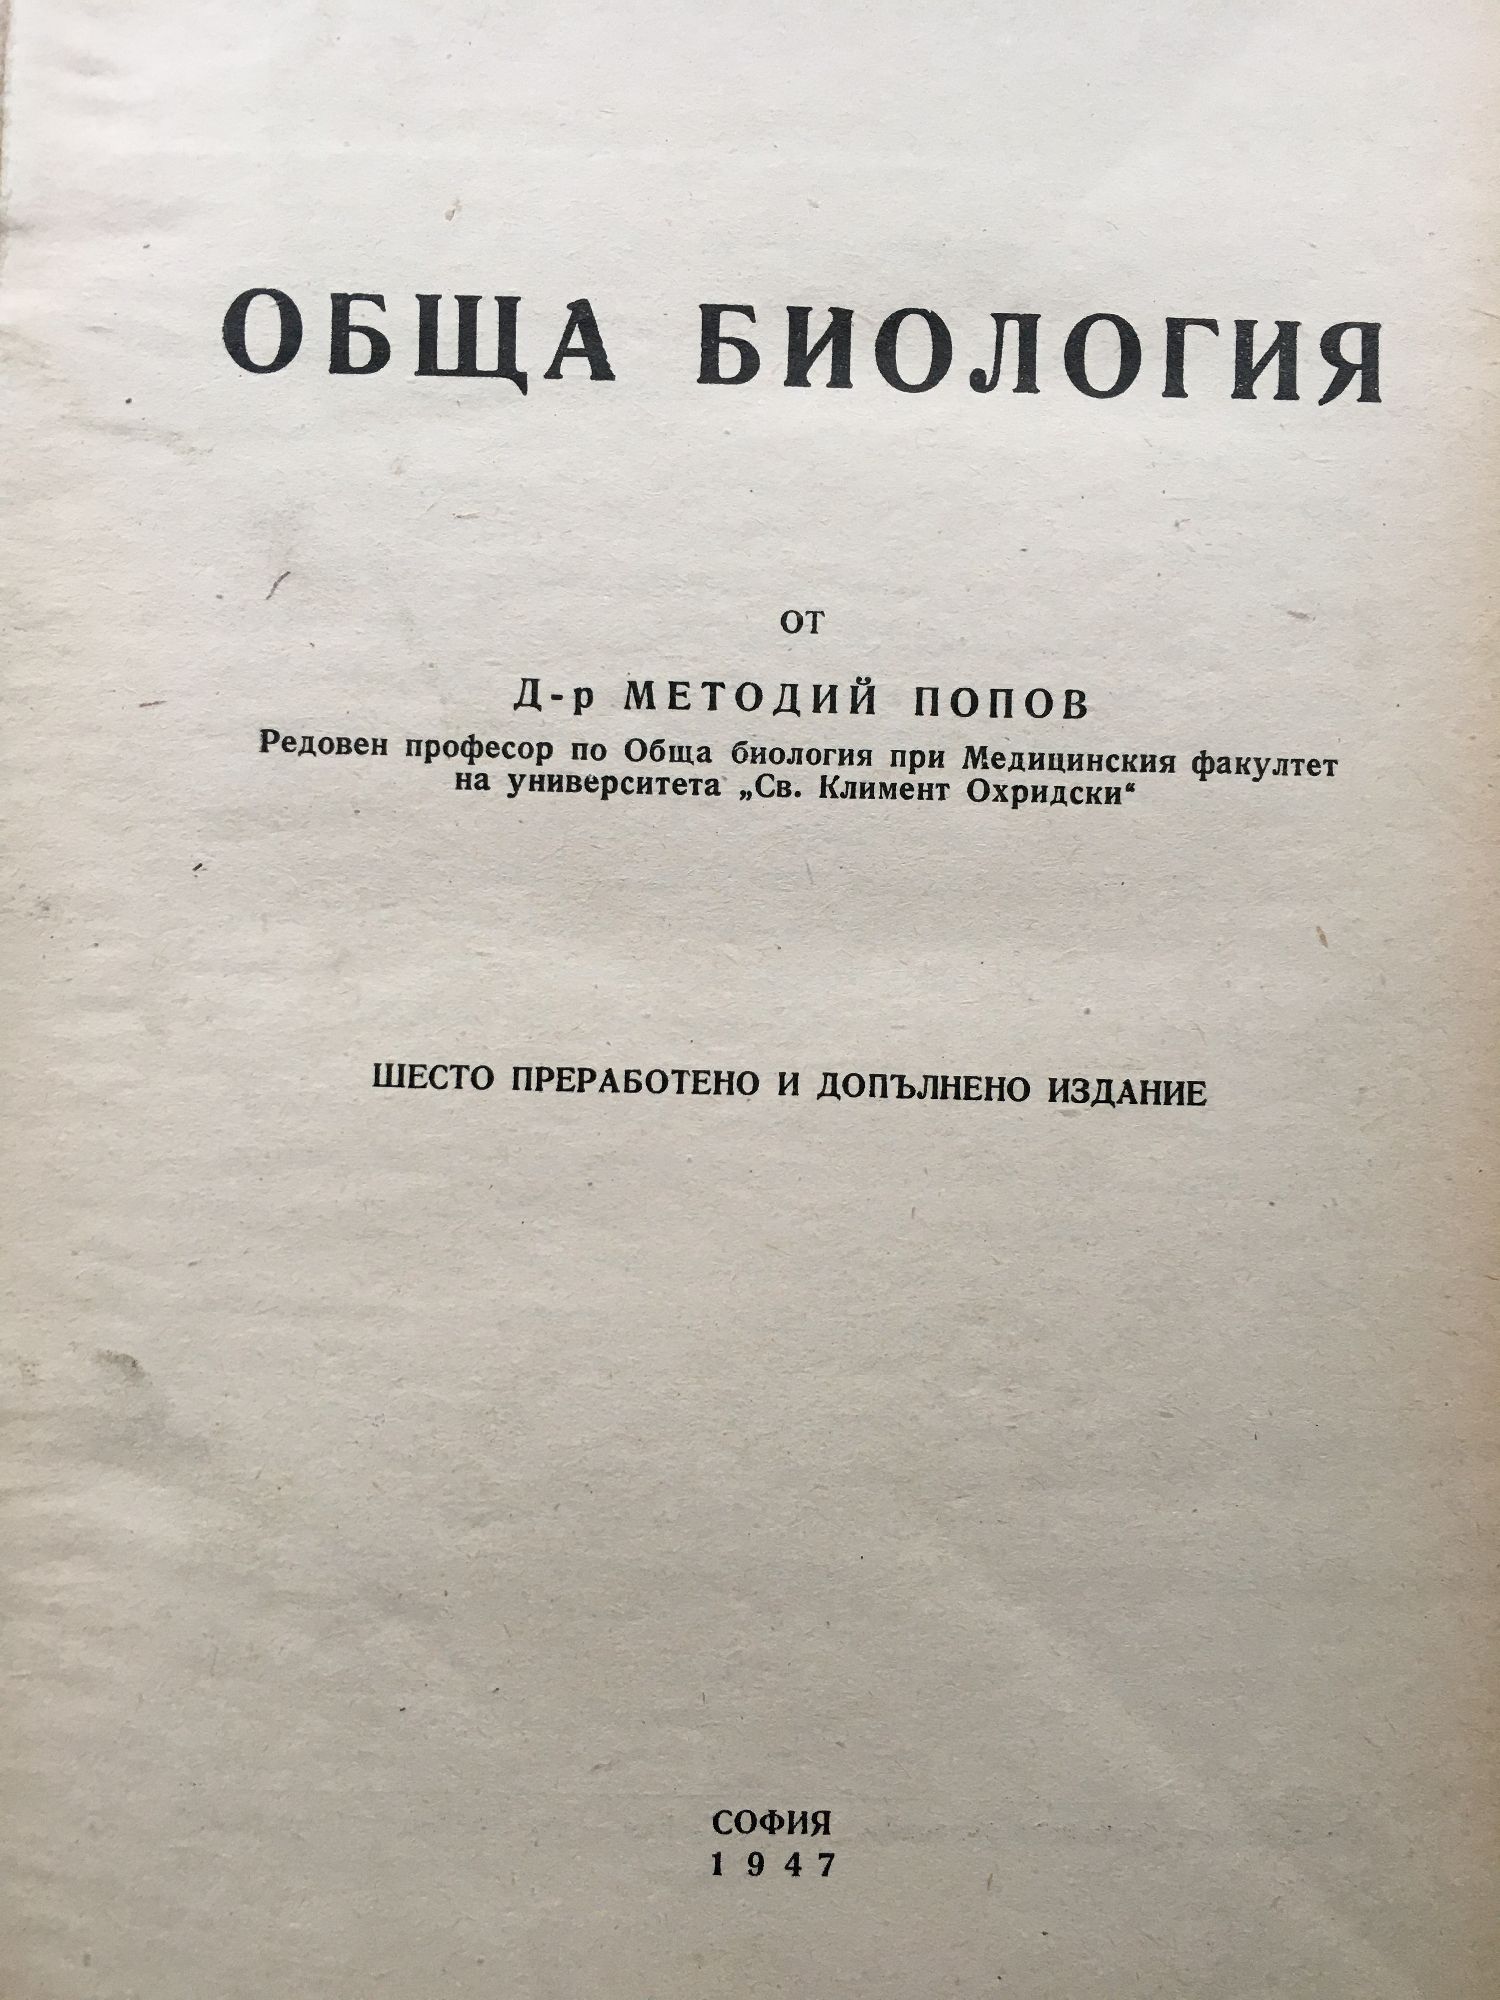 ОБЩА БИОЛОГИЯ
от
Д-р МЕТОДИЙ ПОПОВ
Редовен професор по Обща биология при Медицинския факултет
на университета „Св. Климент Охридски“
ШЕСТО ПРЕРАБОТЕНО И ДОПЪЛНЕНО ИЗДАНИЕ
СОФИЯ
1947